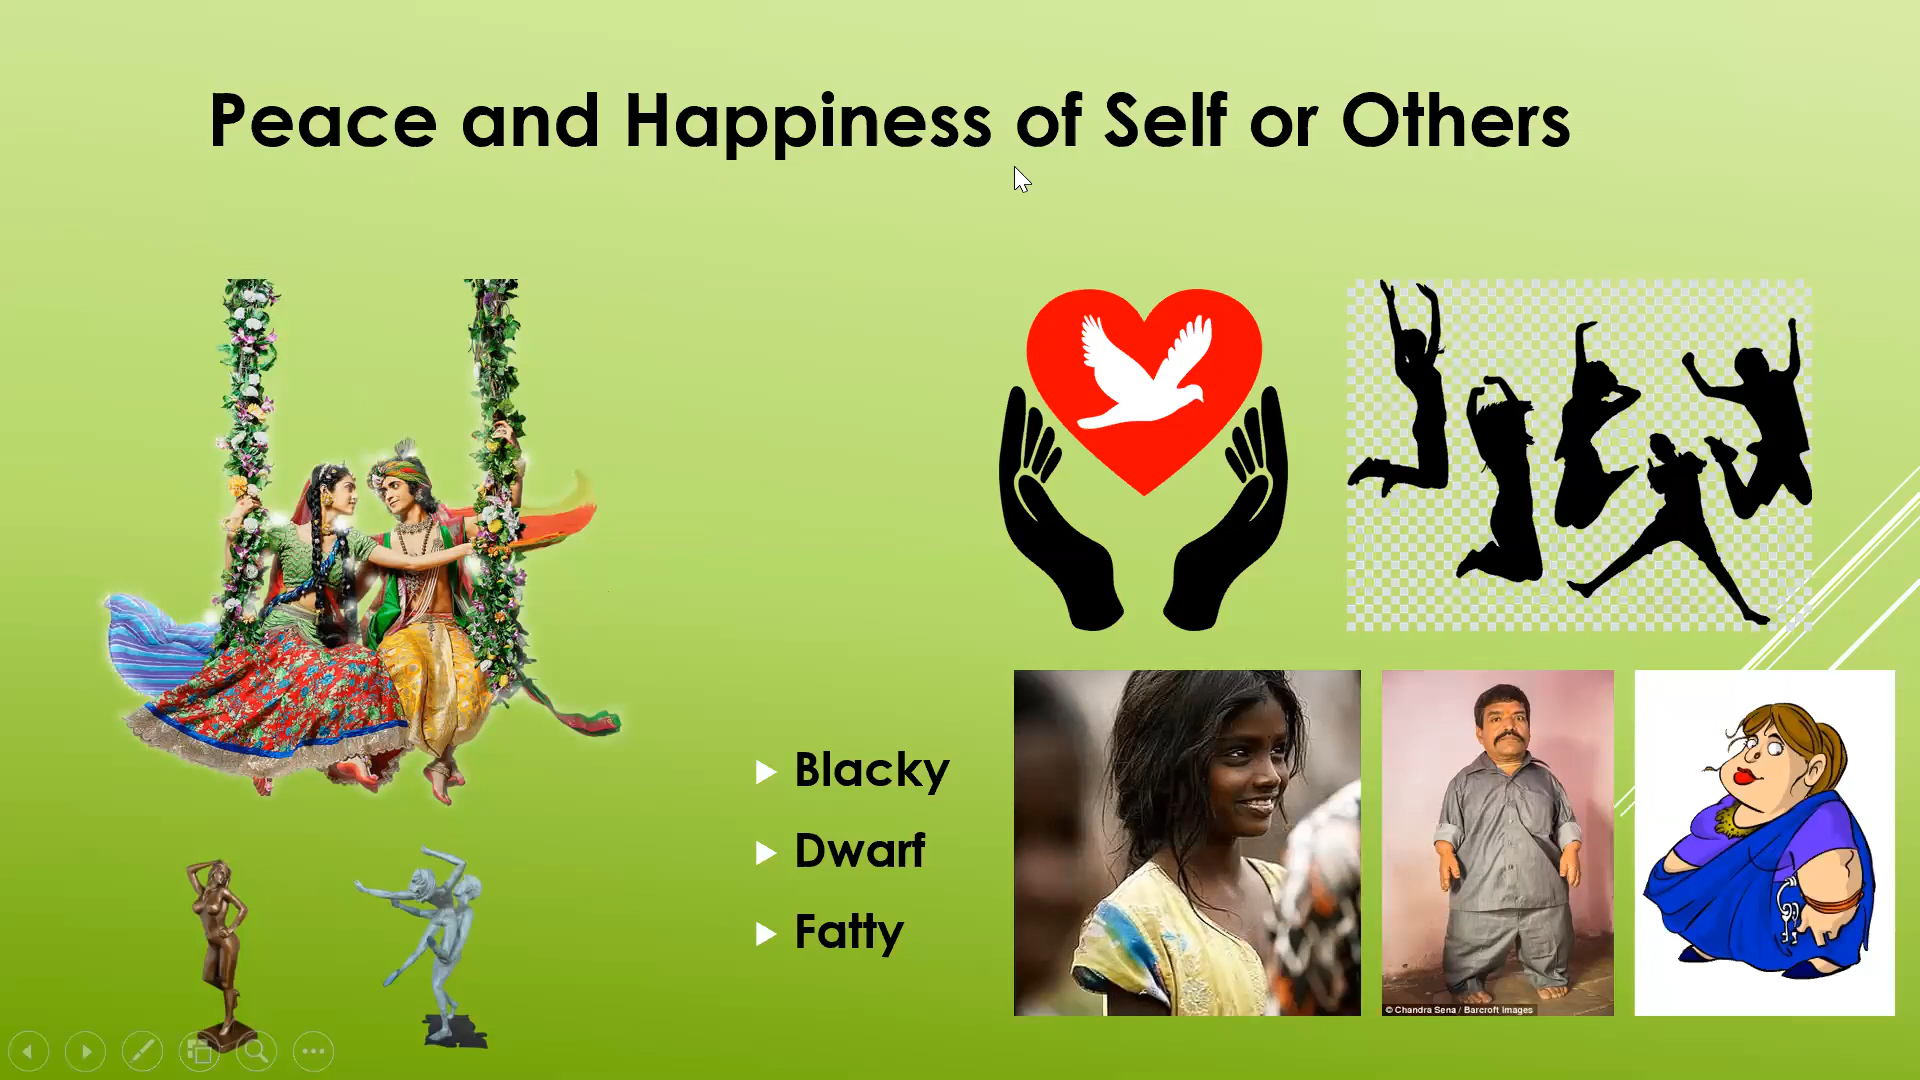 Peace and Happiness of Self or Others
Blacky
Dwarf
Fatty
© Chandra Sena / Barcroft Images